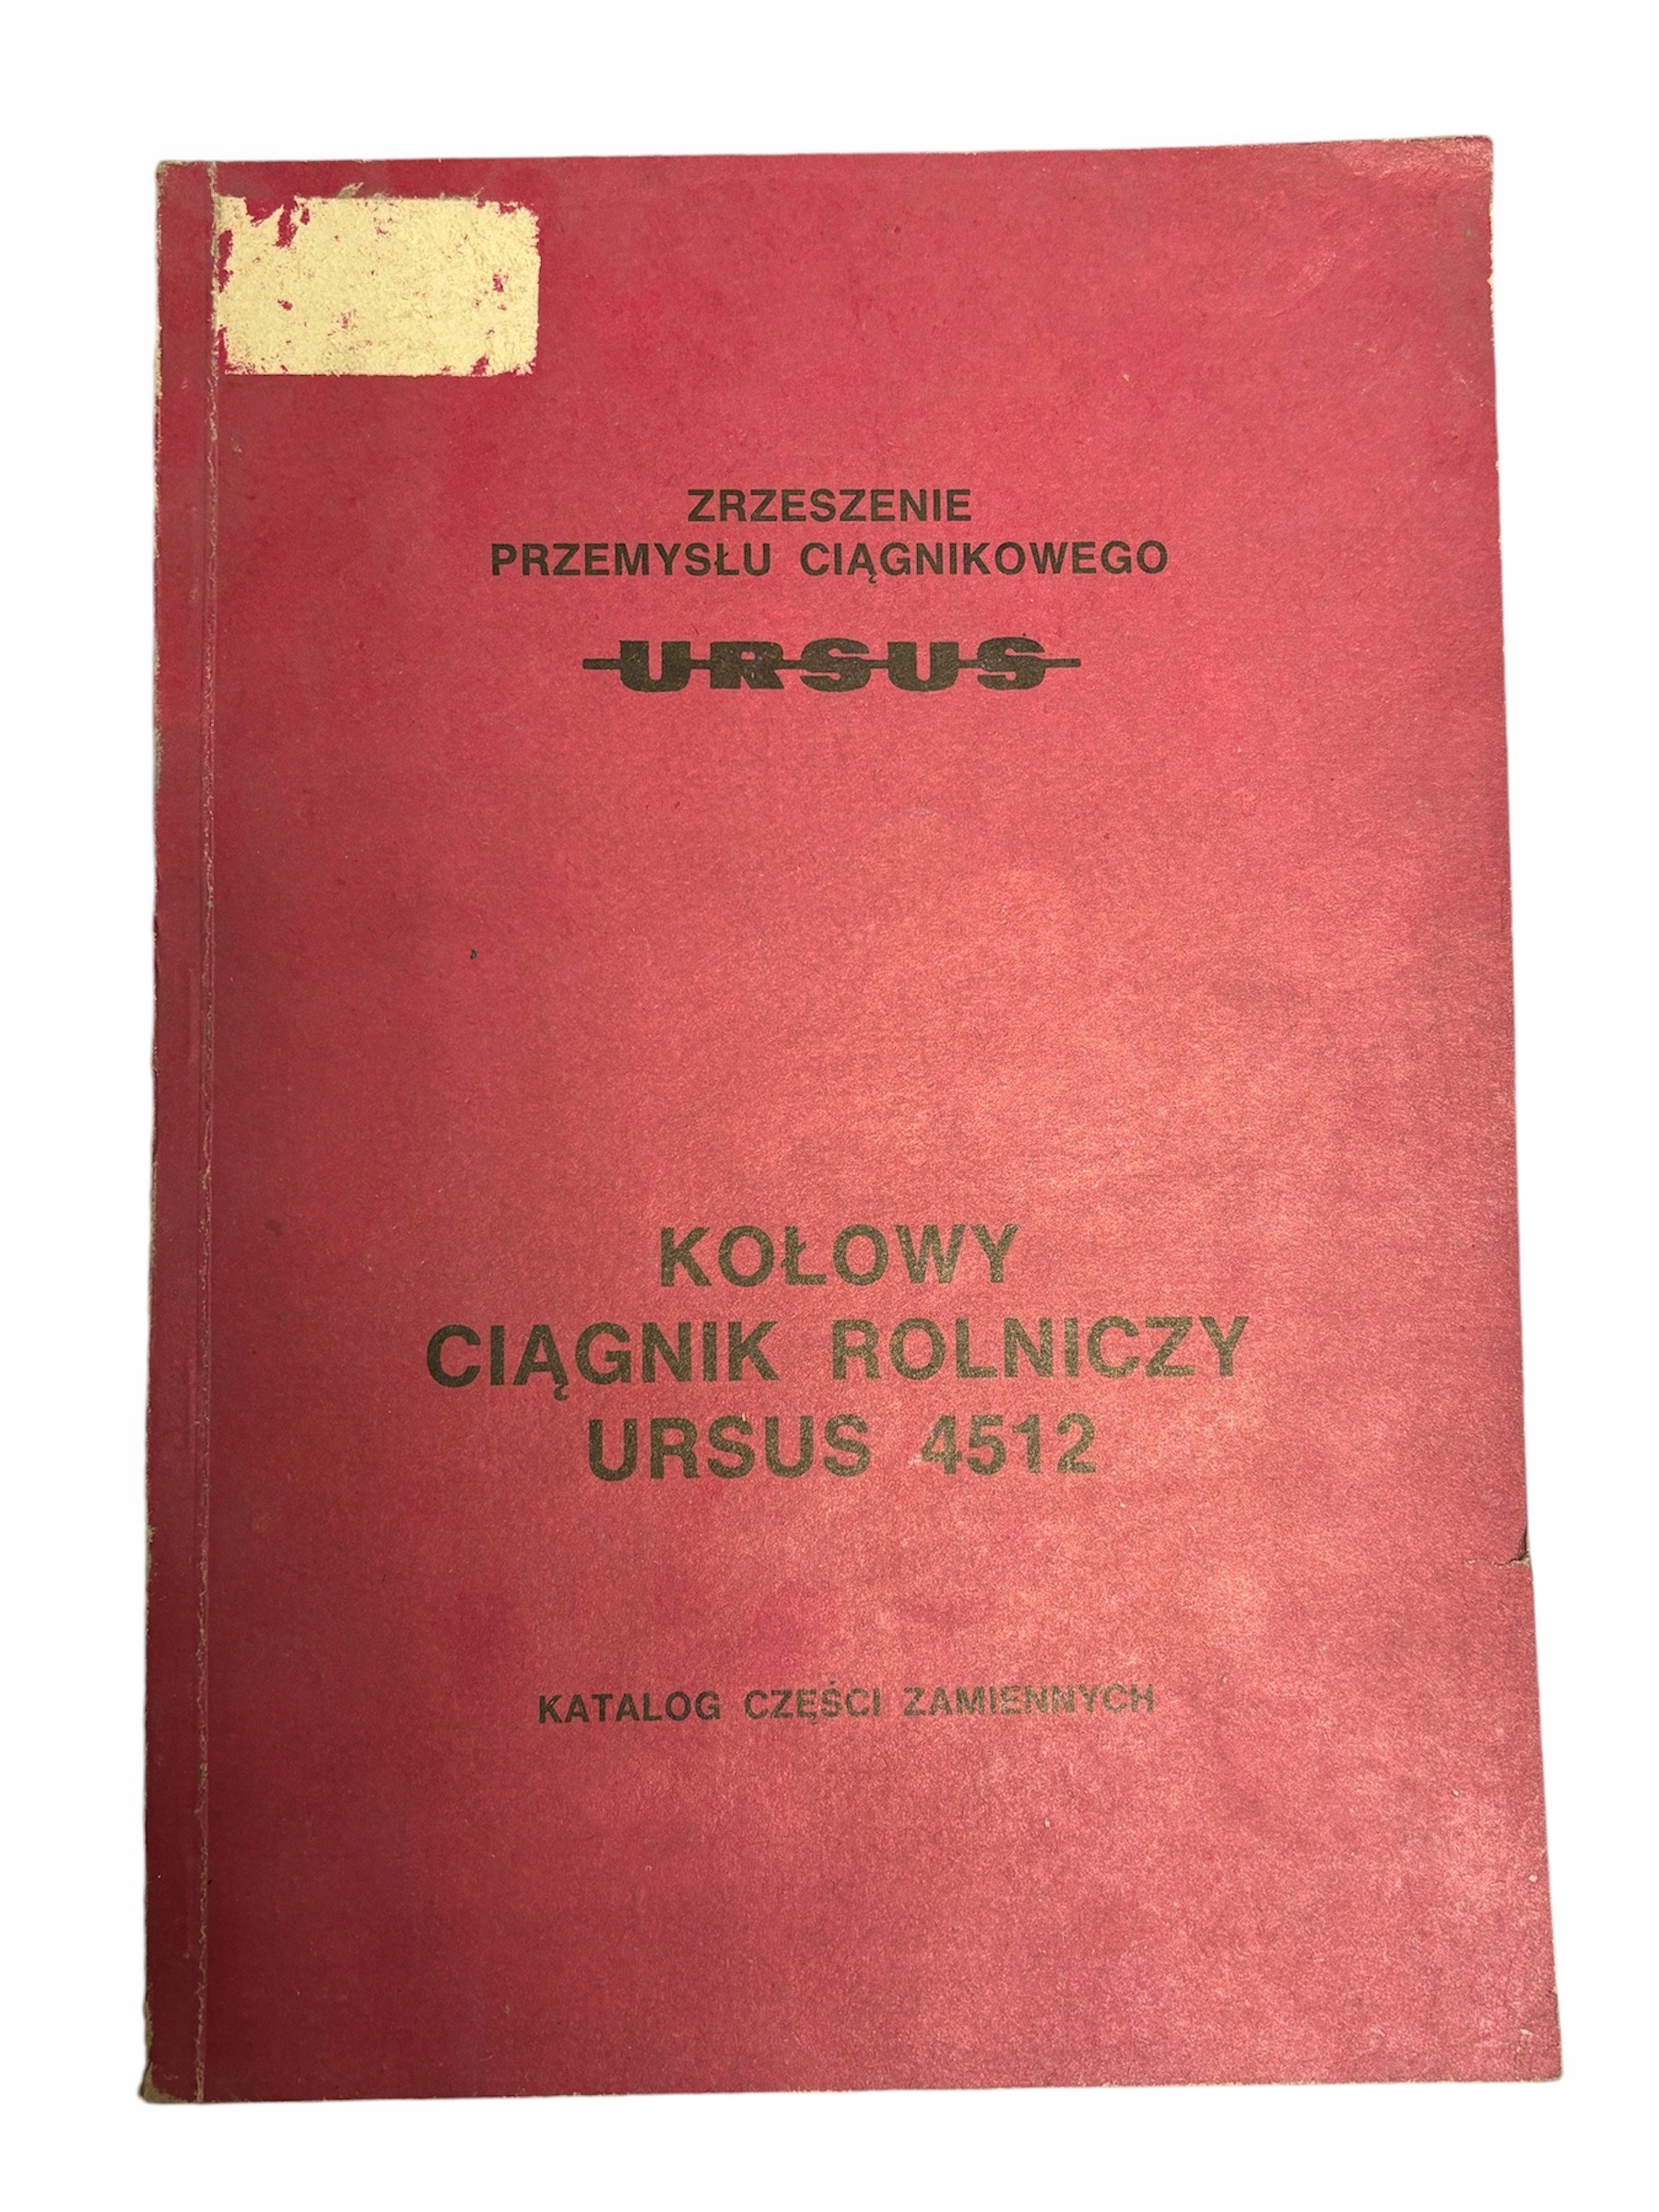 ZRZESZENIE
PRZEMYSŁU CIĄGNIKOWEGO
URSUS
KOŁOWY
CIĄGNIK ROLNICZY
URSUS 4512
KATALOG CZĘŚCI ZAMIENNYCH